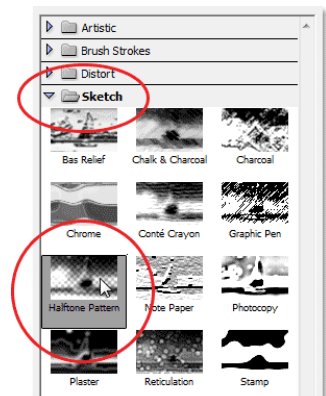 Artistic
Brush Strokes
Distort
Sketch
Bas Relief
Chalk & Charcoal
Charcoal
Chrome
Conté Crayon
Graphic Pen
Halftone Pattern
Note Paper
Photocopy
Plaster
Reticulation
Stamp